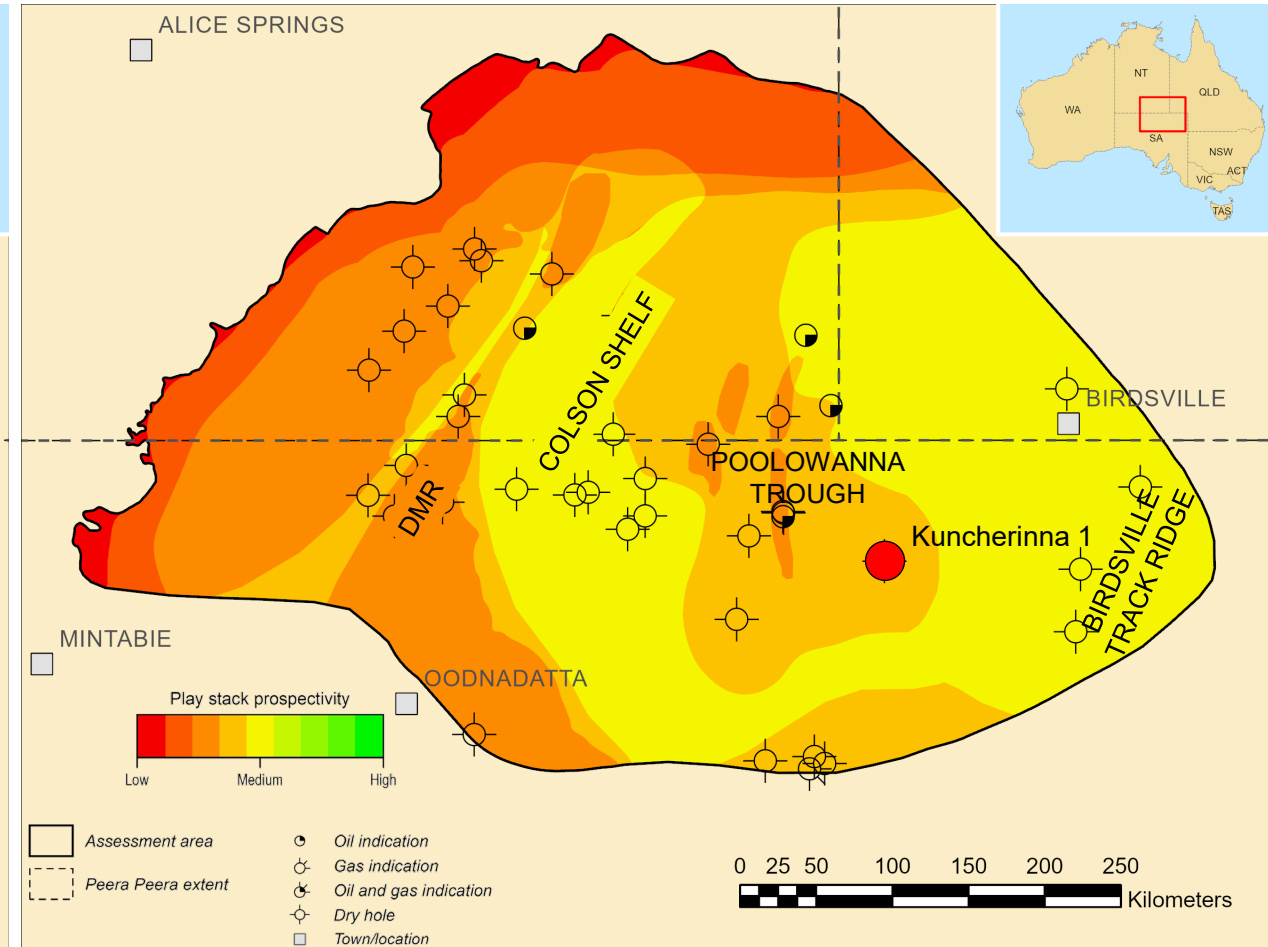 ALICE SPRINGS
NT
QLD
WA
SA
NSW
ACT
VIC
TAS
COLSON SHELF
BIRDSVILLE
POOLOWANNA
TROUGH
DMR
Kuncherinna 1
BIRDSVILLE
TRACK RIDGE
MINTABIE
OODNADATTA
Play stack prospectivity
Low
Medium
High
Assessment area
Peera Peera extent
Oil indication
Gas indication
Oil and gas indication
Dry hole
Town/location
0 25 50 100 150 200 250
Kilometers